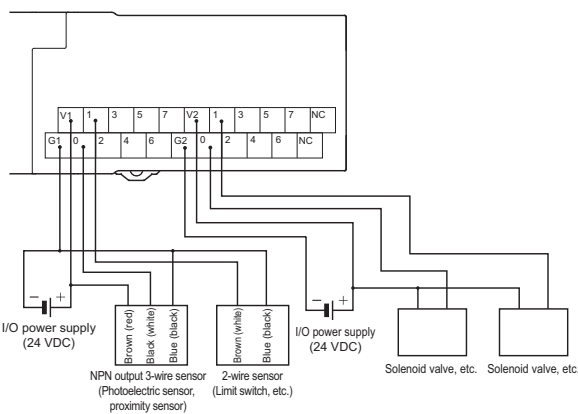 V1 1 3 5 7 V2 1 3 5 7 NC
G1 0 2 4 6 G2 0 2 4 6 NC
− +
I/O power supply
(24 VDC)
Brown (red)
Black (white)
Blue (black)
NPN output 3-wire sensor
(Photoelectric sensor,
proximity sensor)
Brown (white)
Blue (black)
2-wire sensor
(Limit switch, etc.)
− +
I/O power supply
(24 VDC)
Solenoid valve, etc.
Solenoid valve, etc.